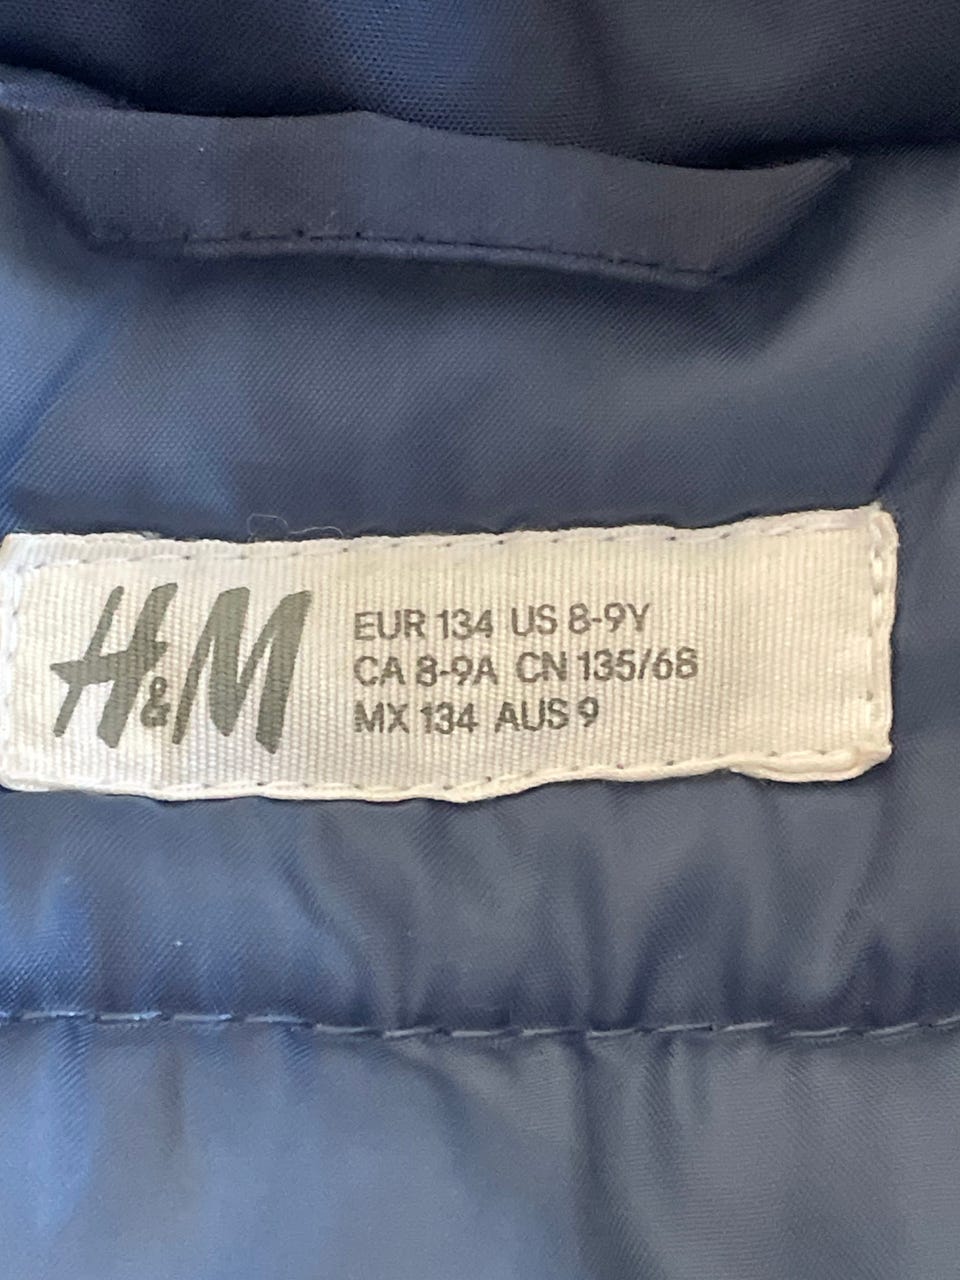 H&M
EUR 134 US 8-9Y
CA 8-9A CN 135/68
MX 134 AUS 9